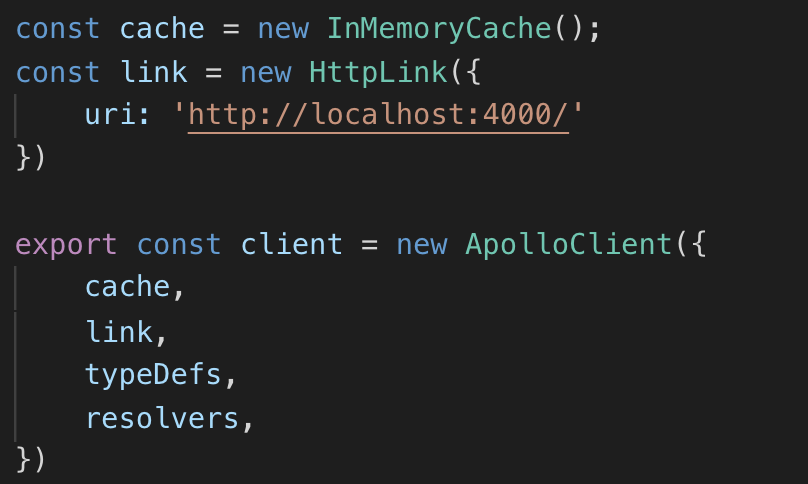 const cache = new InMemoryCache();
const link = new HttpLink({
    uri: 'http://localhost:4000/'
})

export const client = new ApolloClient({
    cache,
    link,
    typeDefs,
    resolvers,
})